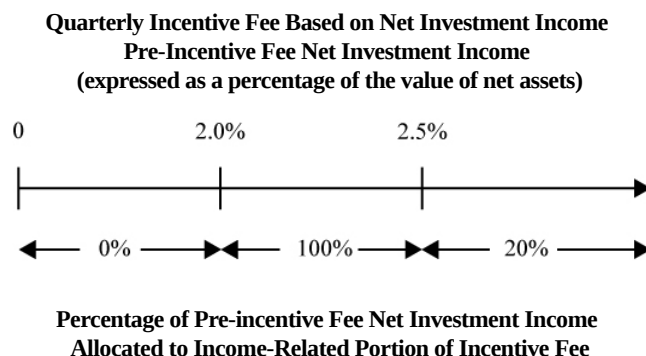 Quarterly Incentive Fee Based on Net Investment Income
Pre-Incentive Fee Net Investment Income
(expressed as a percentage of the value of net assets)
0 2.0% 2.5%
0% 100% 20%
Percentage of Pre-incentive Fee Net Investment Income
Allocated to Income-Related Portion of Incentive Fee